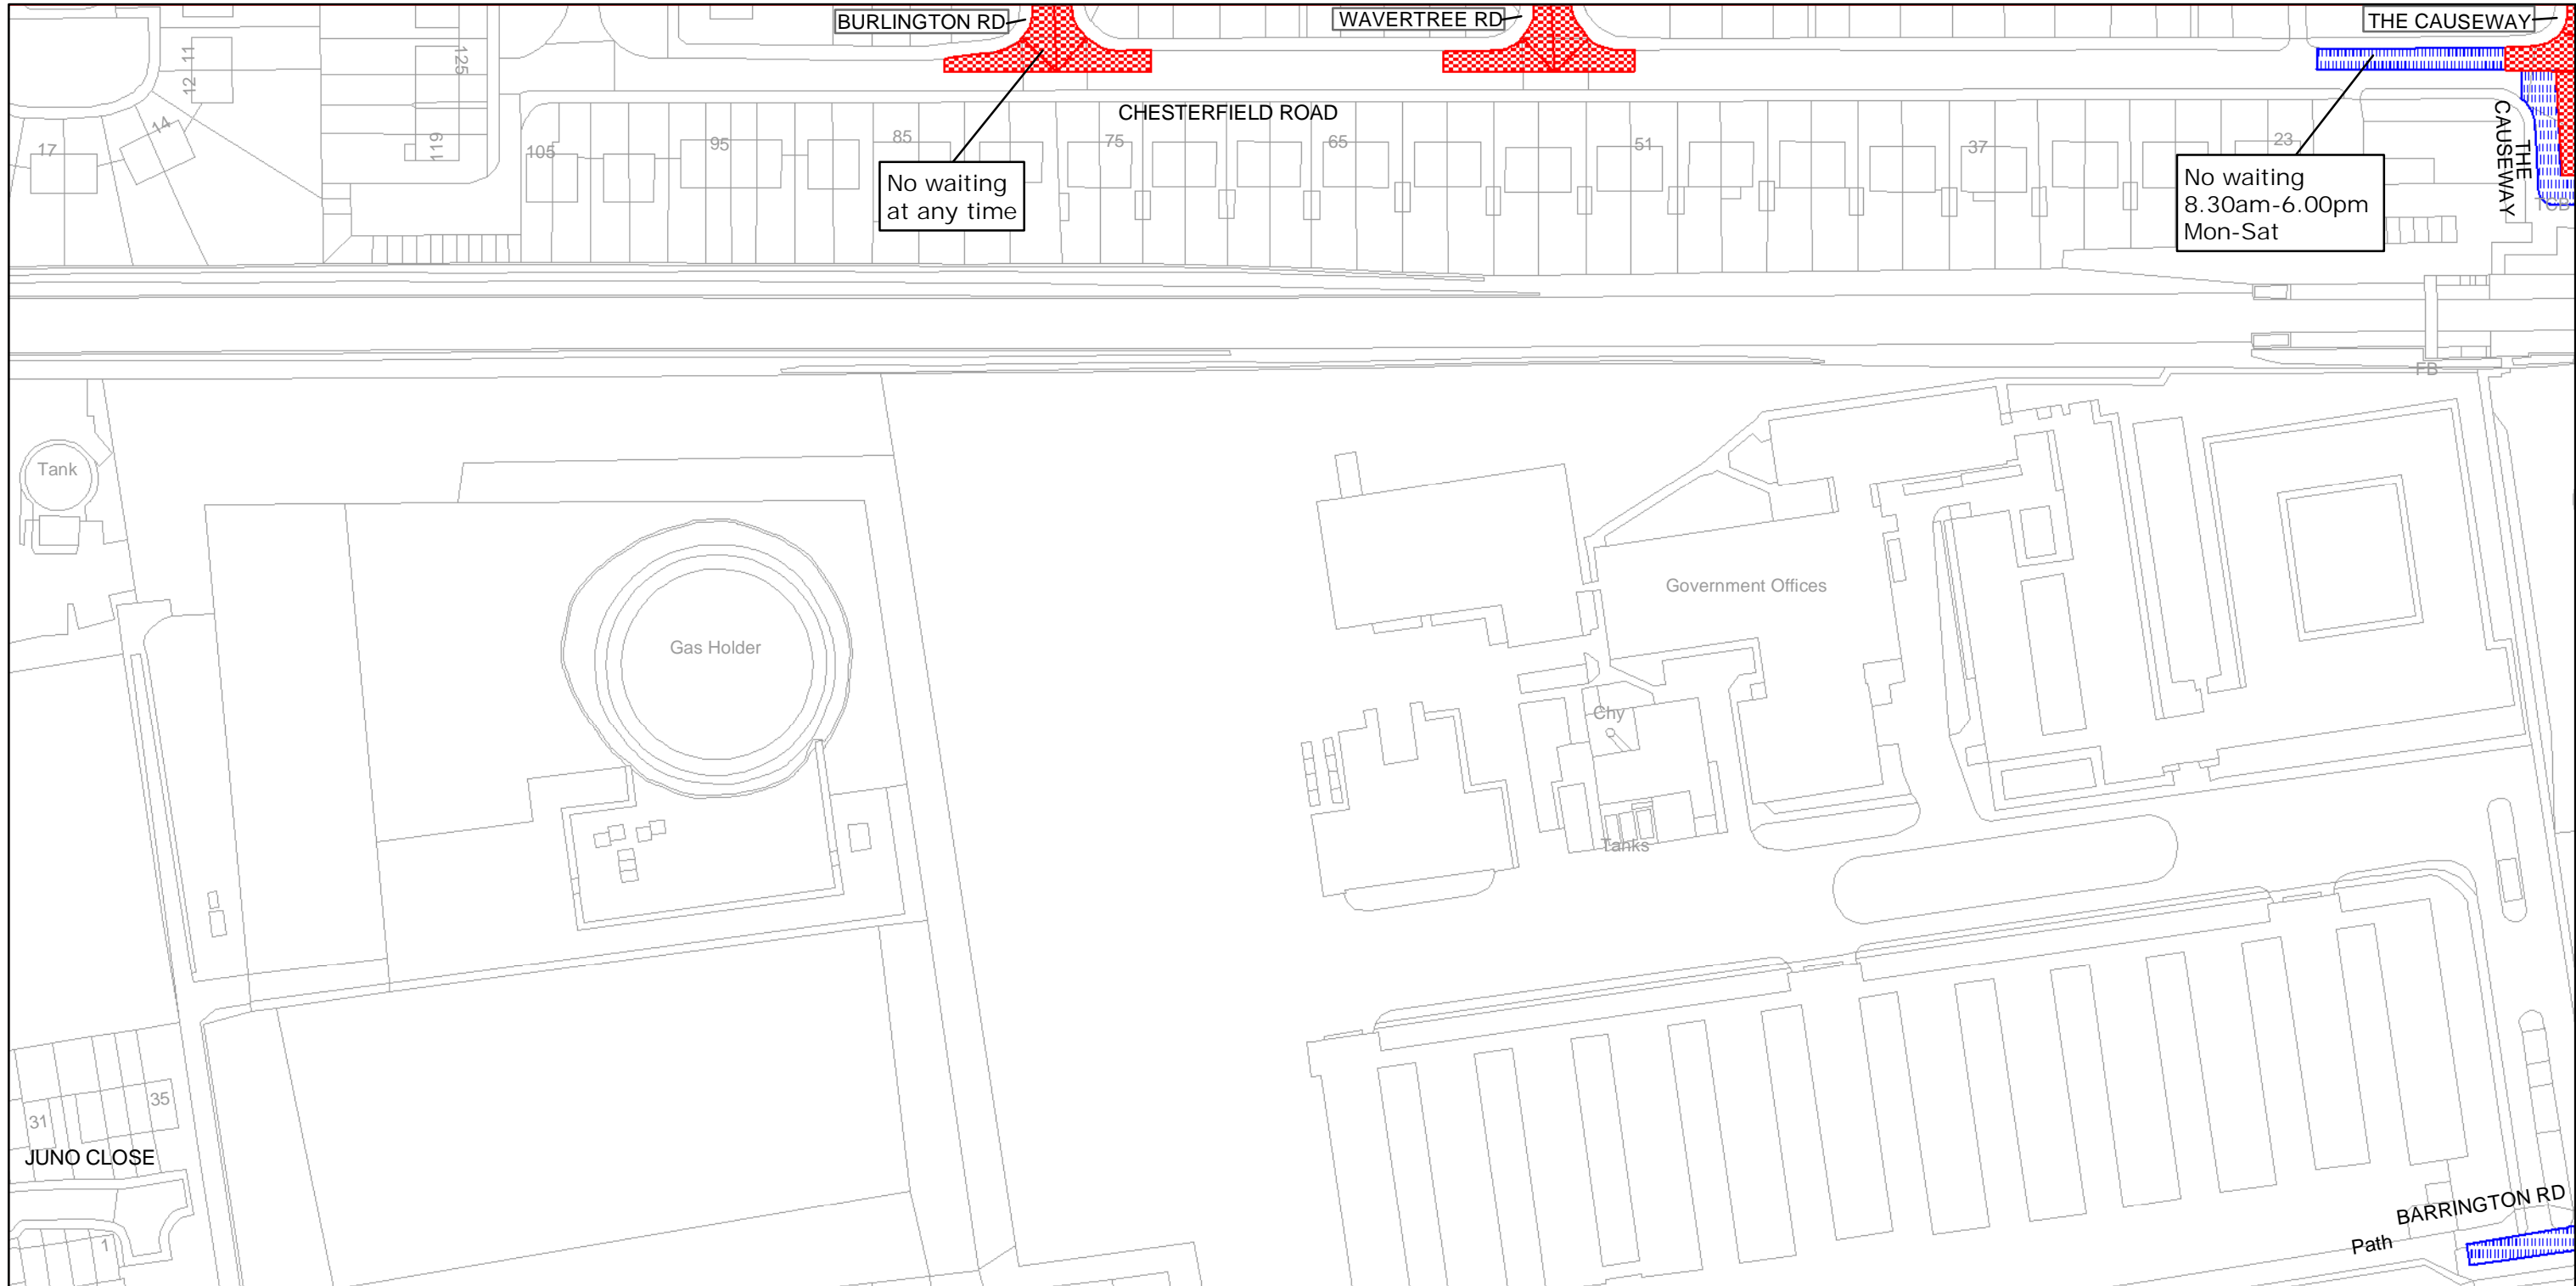 BURLINGTON RD
WAVERTREE RD
THE CAUSEWAY
11
12
125
119
14
17
CHESTERFIELD ROAD
105
95
85
75
65
51
37
23
THE
CAUSEWAY
No waiting
at any time
No waiting
8.30am-6.00pm
Mon-Sat
TCB
FB
Tank
Gas Holder
Government Offices
Chy
Tanks
31
35
JUNO CLOSE
1
BARRINGTON RD
Path